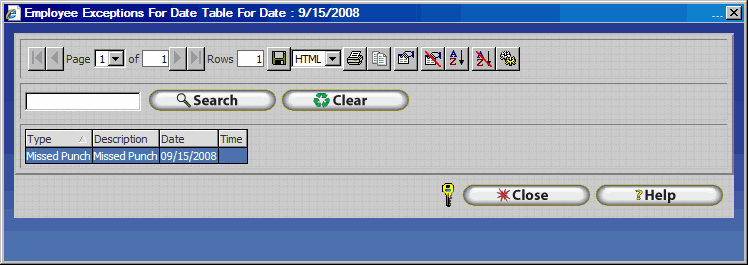 Employee Exceptions For Date Table For Date : 9/15/2008 ...
Page 1 of 1 Rows 1 HTML
Search Clear
Type Description Date Time
Missed Punch Missed Punch 09/15/2008
Close ?Help